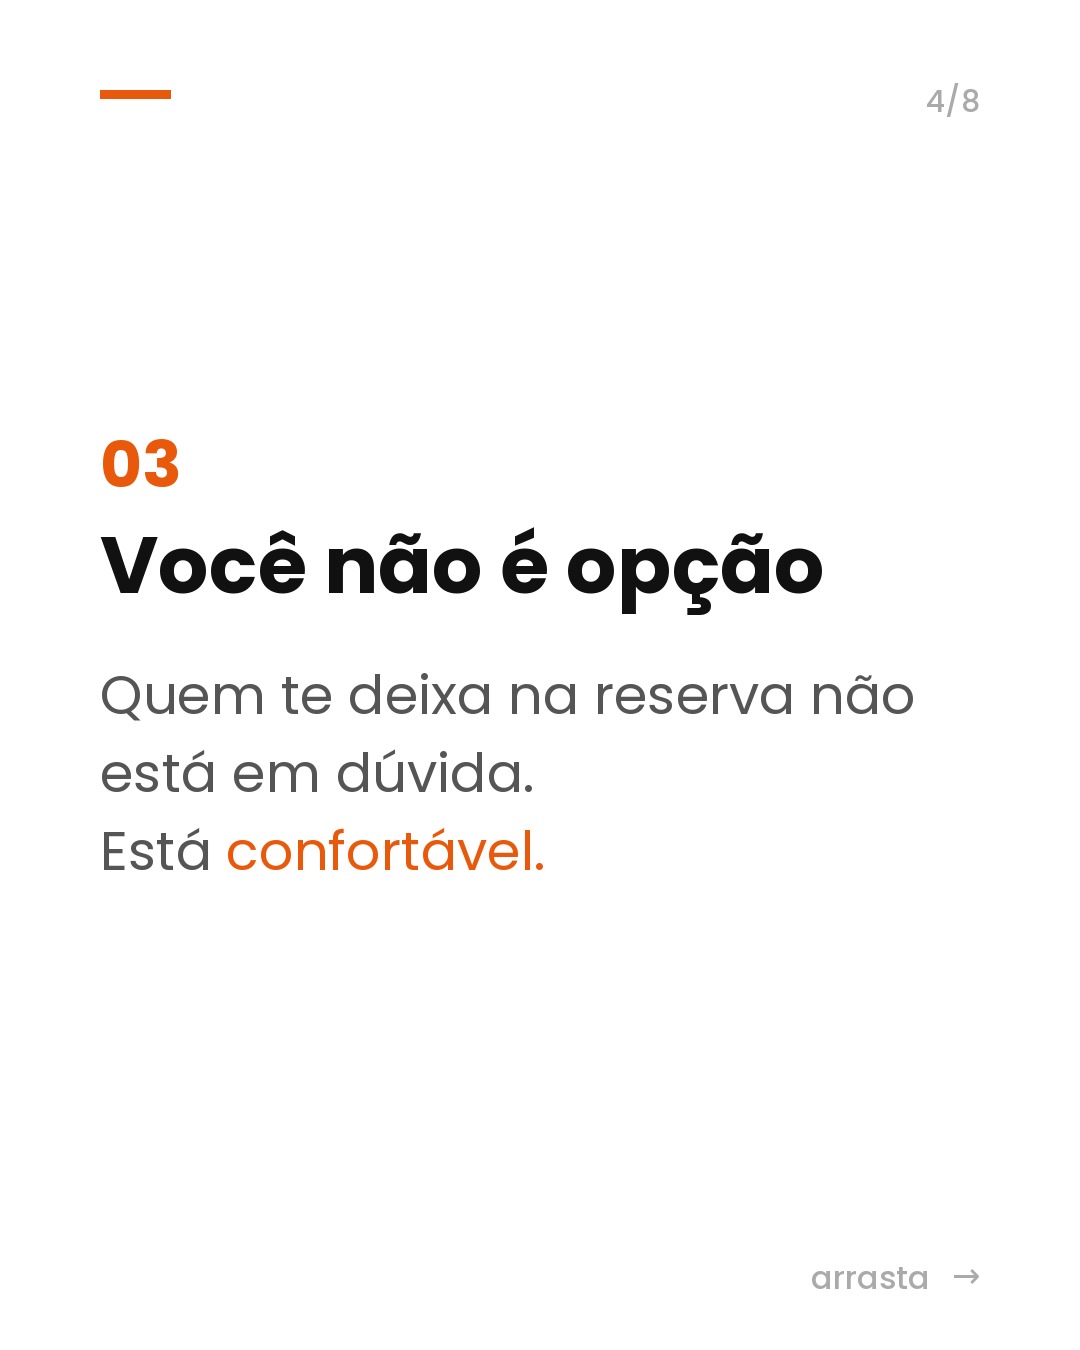 4/8
03
Você não é opção
Quem te deixa na reserva não
está em dúvida.
Está confortável.
arrasta →